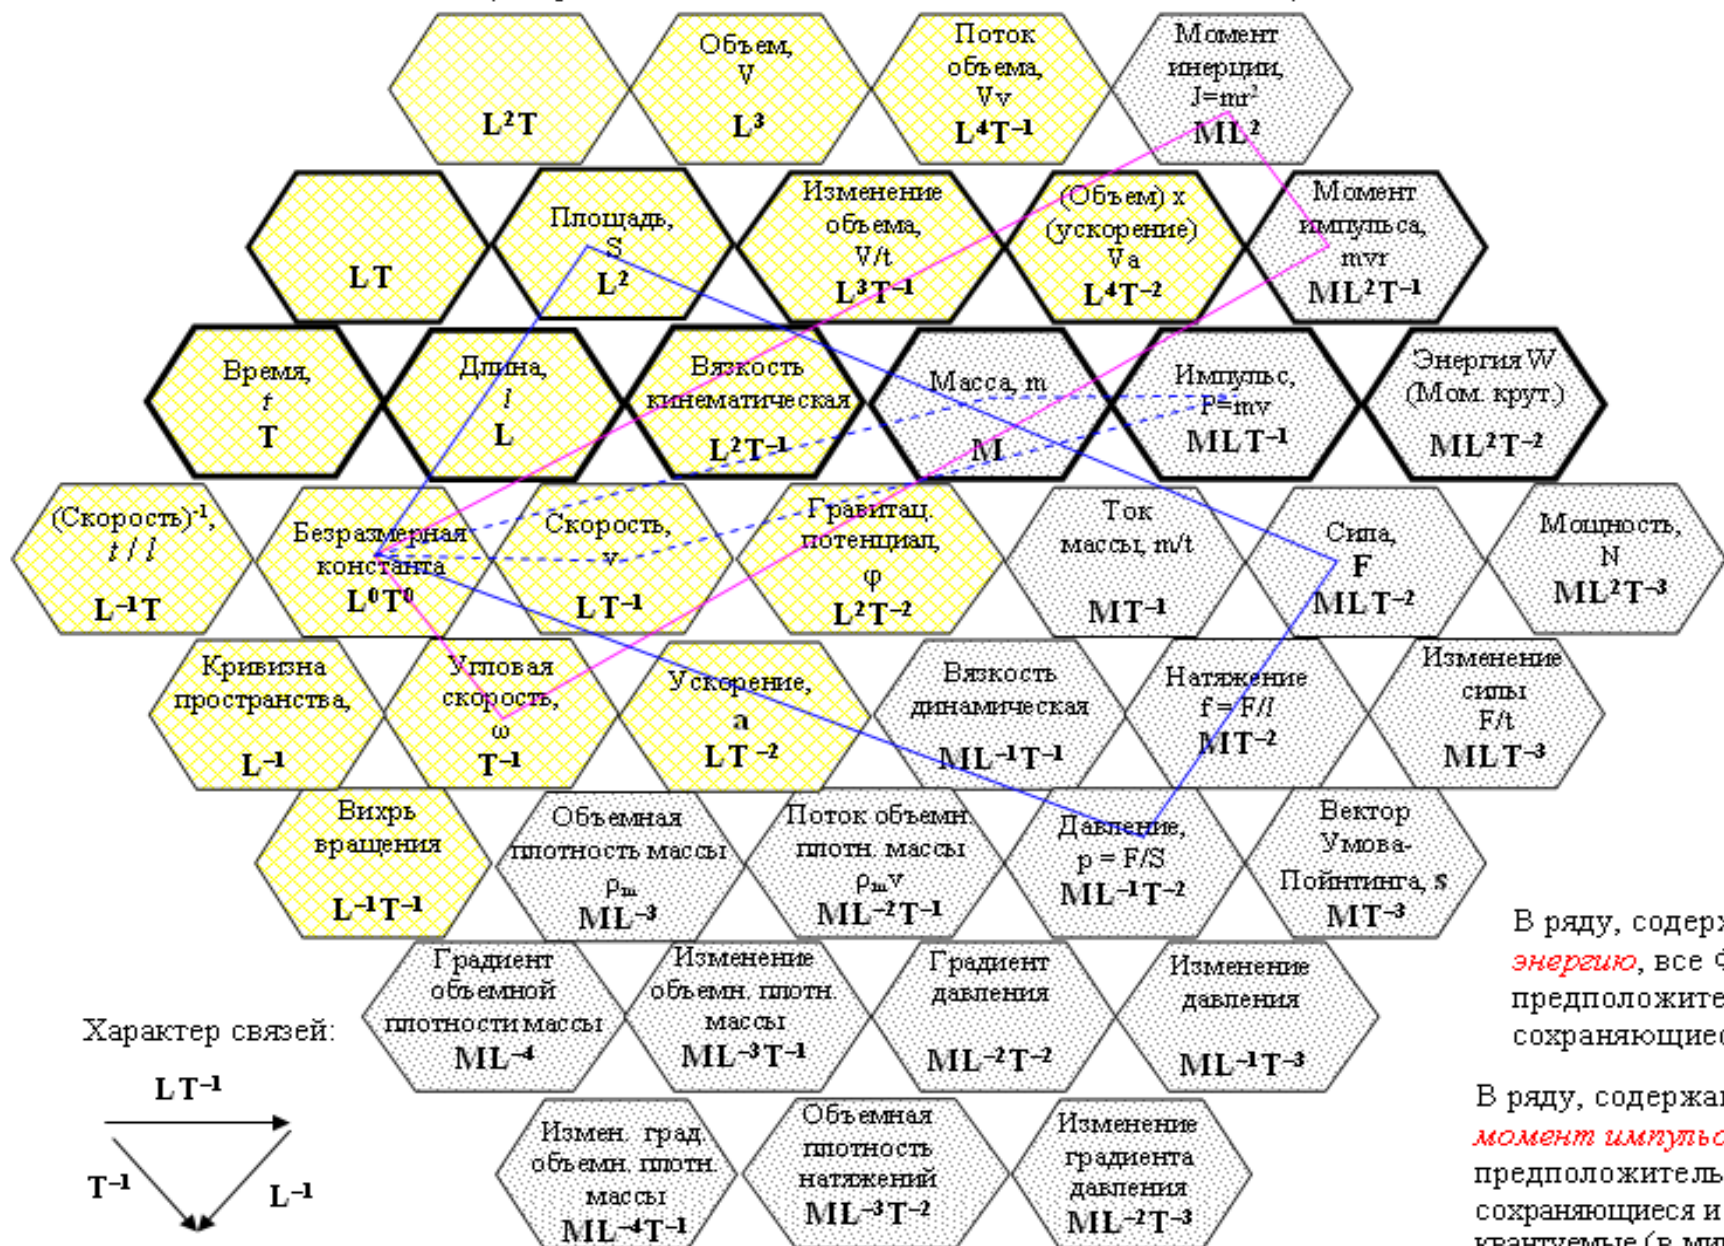 L²T
Объем,
V
L³
Поток
объема,
Vv
L⁴T⁻¹
Момент
инерции,
J=mr²
ML²
LT
Площадь,
S
L²
Изменение
объема,
V/t
L³T⁻¹
(Объем) x
(ускорение)
Va
L⁴T⁻²
Момент
импульса,
mvr
ML²T⁻¹
Время,
t
T
Длина,
l
L
Вязкость
кинематическая
L²T⁻¹
Масса, m
M
Импульс,
P=mv
MLT⁻¹
Энергия W
(Мом. крут.)
ML²T⁻²
(Скорость)⁻¹,
t / l
L⁻¹T
Безразмерная
константа
L⁰T⁰
Скорость,
v
LT⁻¹
Гравитац.
потенциал,
φ
L²T⁻²
Ток
массы, m/t
MT⁻¹
Сила,
F
MLT⁻²
Мощность,
N
ML²T⁻³
Кривизна
пространства,
L⁻¹
Угловая
скорость,
ω
T⁻¹
Ускорение,
a
LT⁻²
Вязкость
динамическая
ML⁻¹T⁻¹
Натяжение
f = F/l
MT⁻²
Изменение
силы
F/t
MLT⁻³
Вихрь
вращения
L⁻¹T⁻¹
Объемная
плотность массы
ρₘ
ML⁻³
Поток объемн.
плотн. массы
ρₘv
ML⁻²T⁻¹
Давление,
p = F/S
ML⁻¹T⁻²
Вектор
Умова-
Пойнтинга, s
MT⁻³
Градиент
объемной
плотности массы
ML⁻⁴
Изменение
объемн. плотн.
массы
ML⁻³T⁻¹
Градиент
давления
ML⁻²T⁻²
Изменение
давления
ML⁻¹T⁻³
Измен. град.
объемн. плотн.
массы
ML⁻⁴T⁻¹
Объемная
плотность
натяжений
ML⁻³T⁻²
Изменение
градиента
давления
ML⁻²T⁻³
Характер связей:
LT⁻¹
T⁻¹
L⁻¹
В ряду, содерж
энергию, все Ф
предположите
сохраняющиес
В ряду, содержа
момент импульс
предположитель
сохраняющиеся и